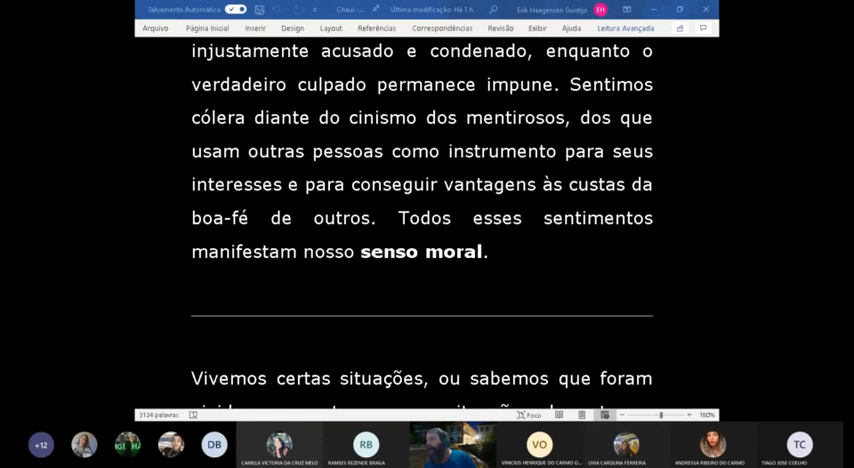 Salvamento Automático
Chaui -...
Última modificação: Há 1 h
Erik Haagensen Gontijo
EH
Arquivo
Página Inicial
Inserir
Design
Layout
Referências
Correspondências
Revisão
Exibir
Ajuda
Leitura Avançada
injustamente acusado e condenado, enquanto o
verdadeiro culpado permanece impune. Sentimos
cólera diante do cinismo dos mentirosos, dos que
usam outras pessoas como instrumento para seus
interesses e para conseguir vantagens às custas da
boa-fé de outros. Todos esses sentimentos
manifestam nosso senso moral.
Vivemos certas situações, ou sabemos que foram
3124 palavras
Foco
160%
+12
DB
CAMILLA VICTORIA DA CRUZ MELO
RB
RAMSES REZENDE BRAGA
VO
VINICIUS HENRIQUE DO CARMO G...
LIVIA CAROLINA FERREIRA
ANDRESSA RIBEIRO DO CARMO
TC
TIAGO JOSE COELHO